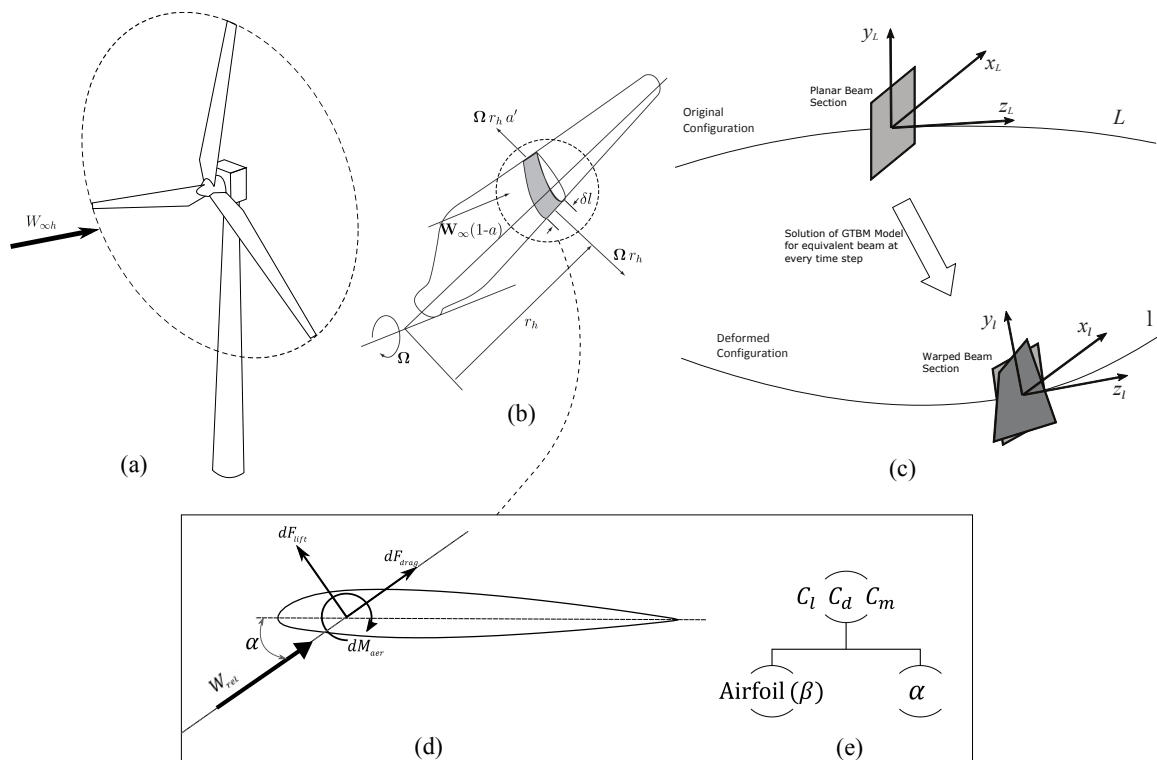 W∞h
(a)
Ω r_h a'
W∞(1-a)
δl
Ω r_h
r_h
Ω
(b)
y_L
x_L
z_L
L
Planar Beam
Section
Original
Configuration
Solution of GTBM Model
for equivalent beam at
every time step
Deformed
Configuration
y_l
x_l
z_l
l
Warped Beam
Section
(c)
dF_lift
dF_drag
α
dM_aer
W_rel
(d)
C_l C_d C_m
Airfoil (β)
α
(e)